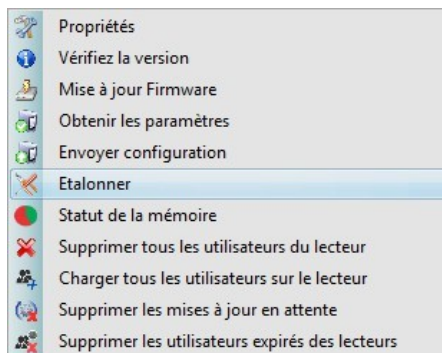 Propriétés
Vérifiez la version
Mise à jour Firmware
Obtenir les paramètres
Envoyer configuration
Etalonner
Statut de la mémoire
Supprimer tous les utilisateurs du lecteur
Charger tous les utilisateurs sur le lecteur
Supprimer les mises à jour en attente
Supprimer les utilisateurs expirés des lecteurs